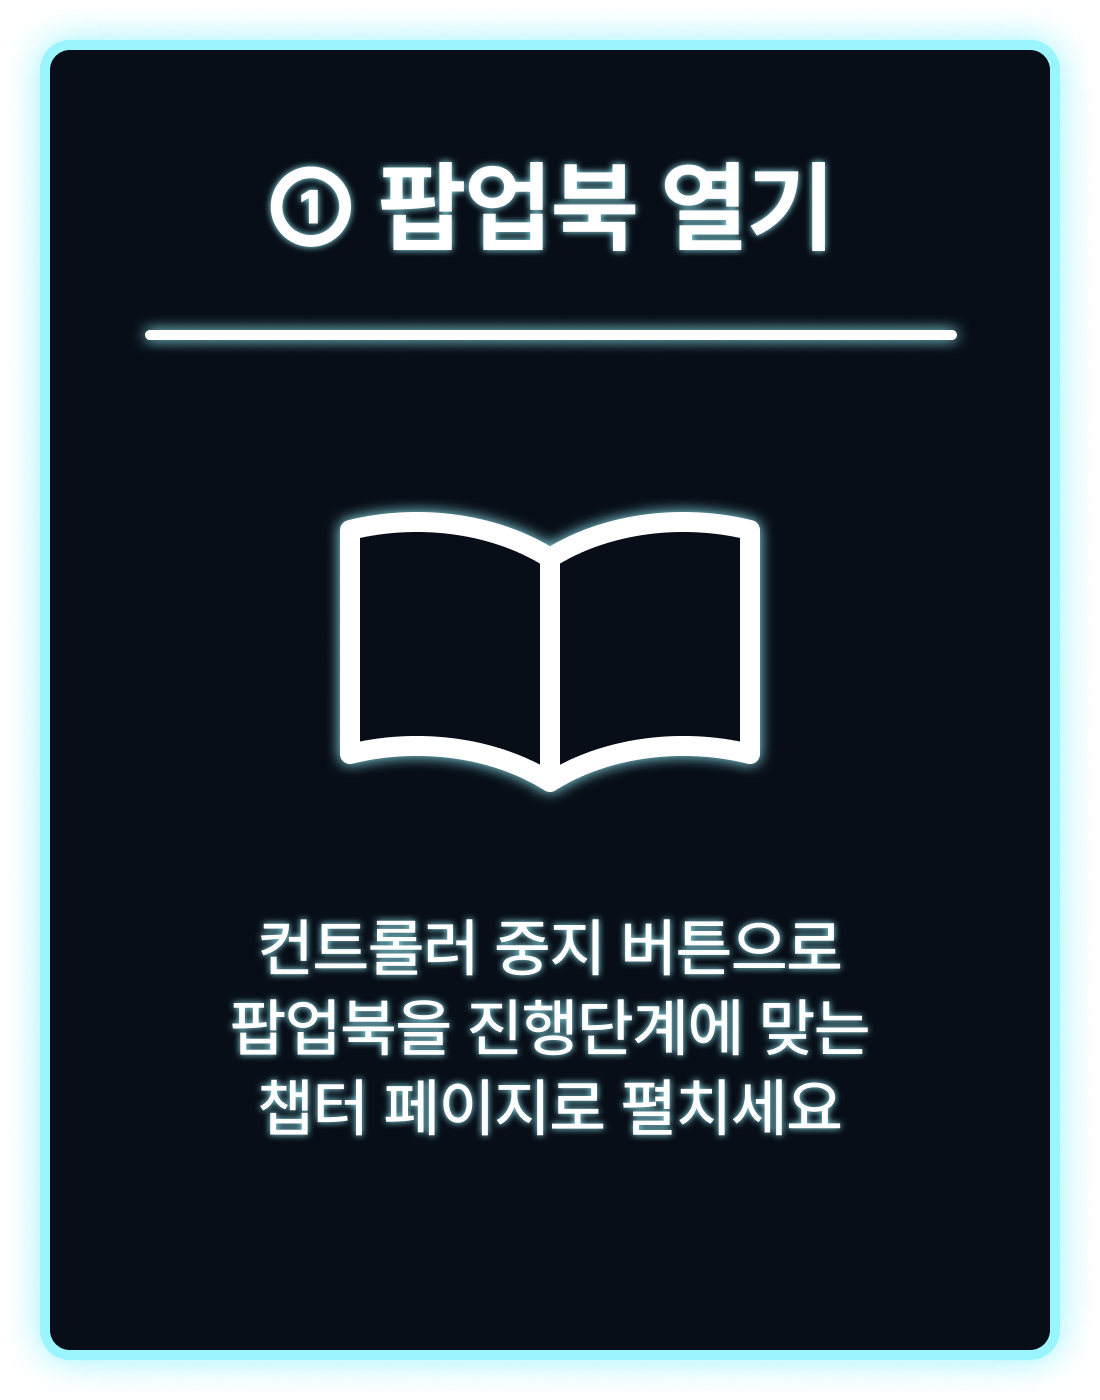 ① 팝업북 열기
컨트롤러 중지 버튼으로
팝업북을 진행단계에 맞는
챕터 페이지로 펼치세요